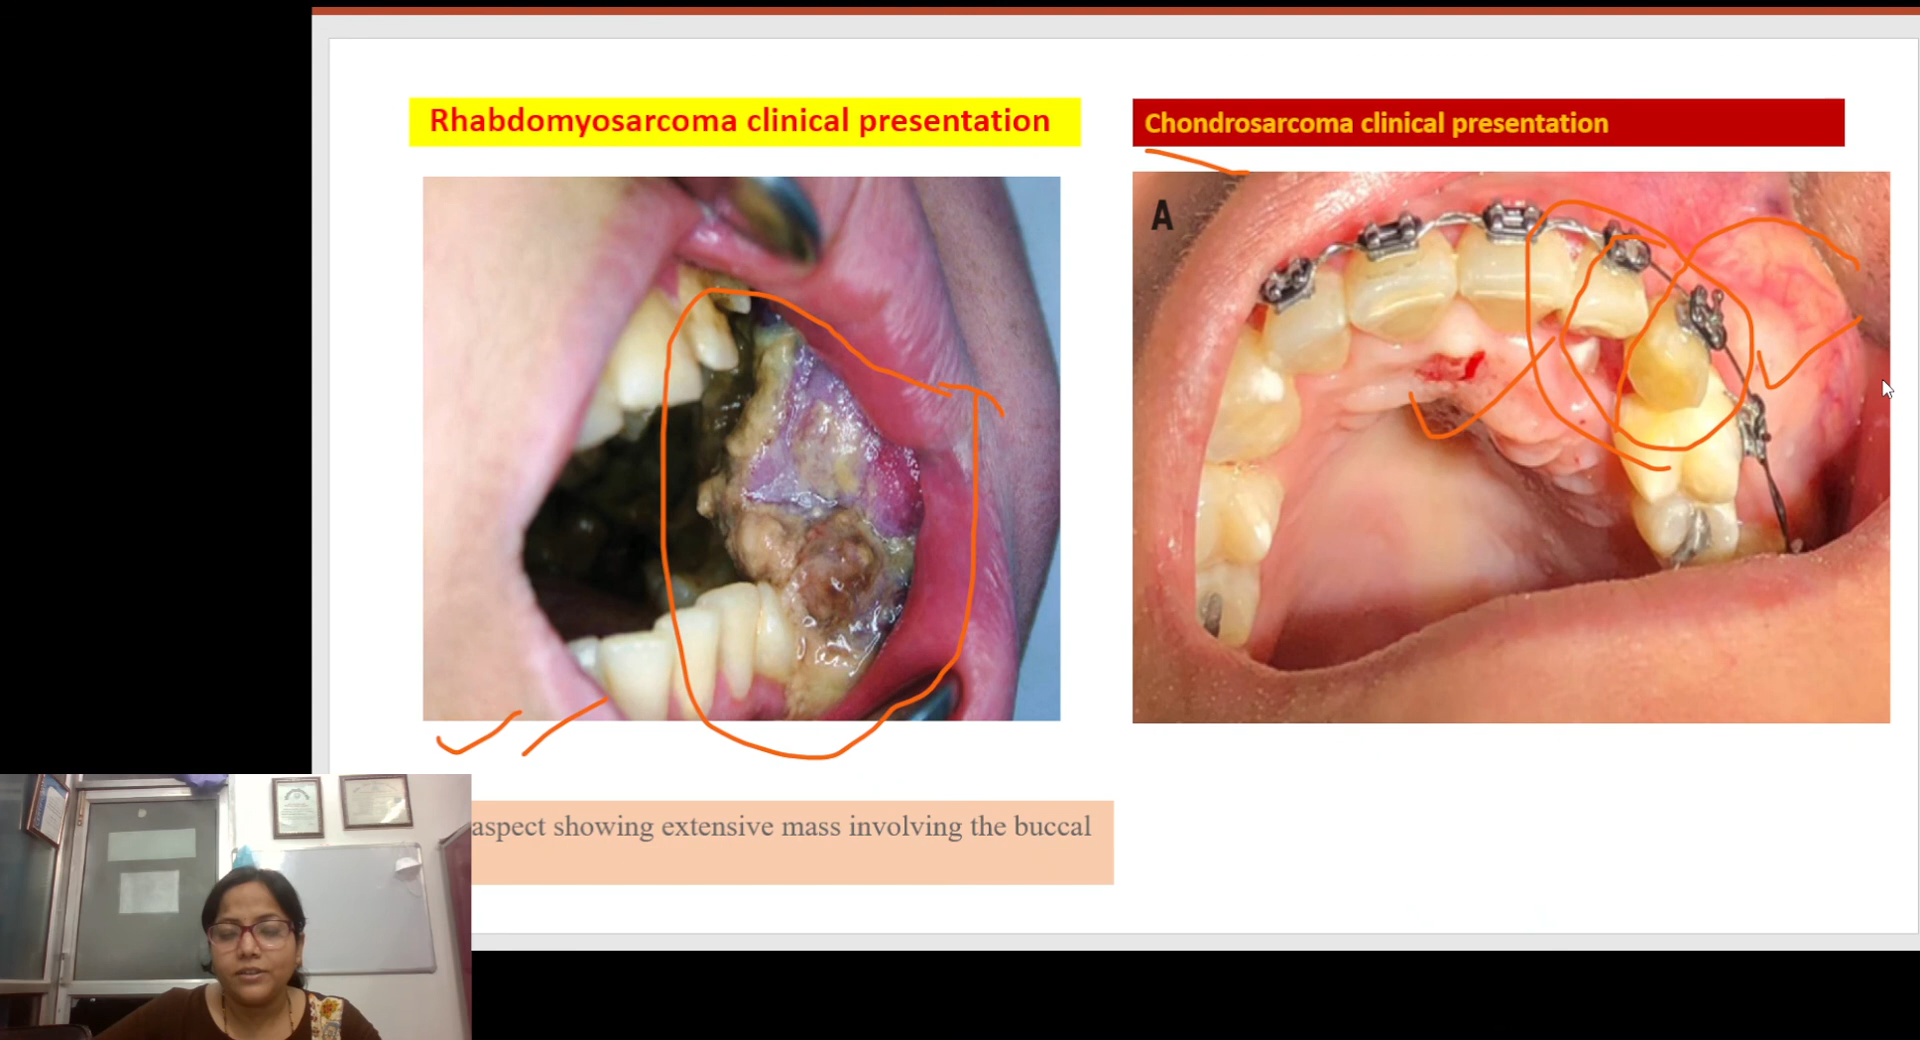 Rhabdomyosarcoma clinical presentation
Chondrosarcoma clinical presentation
A
aspect showing extensive mass involving the buccal